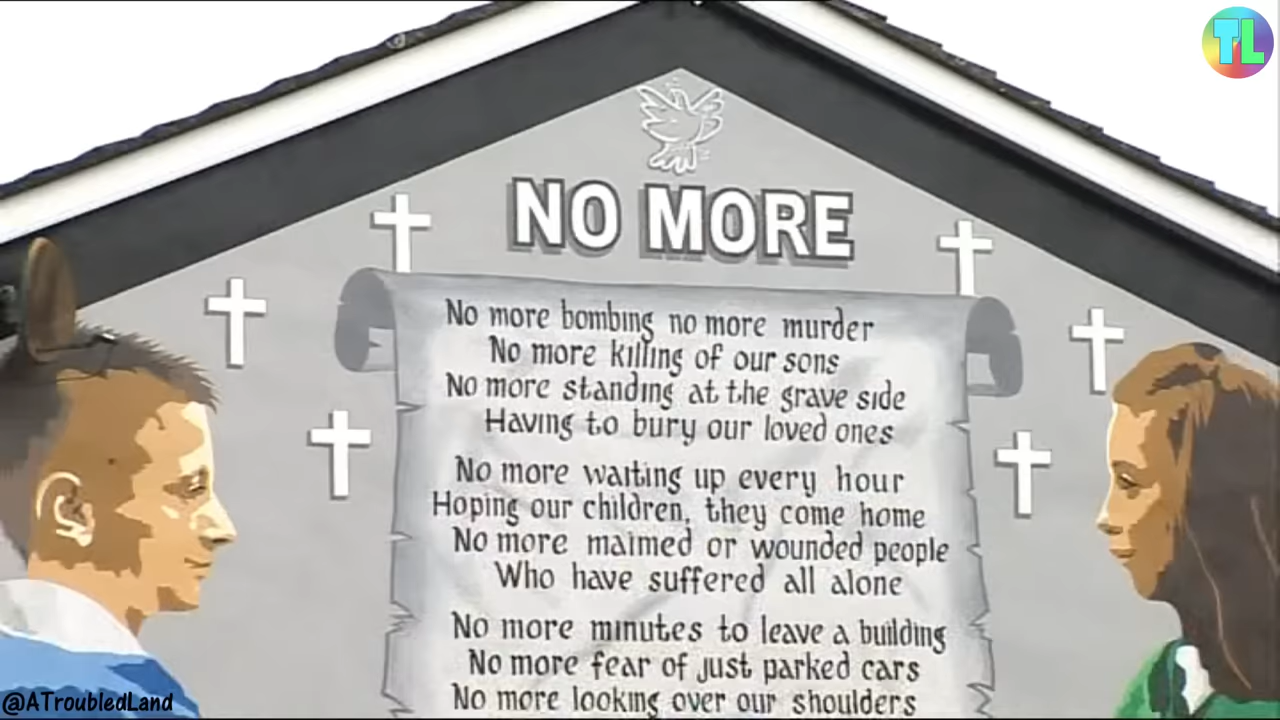 TL
NO MORE
No more bombing no more murder
No more killing of our sons
No more standing at the grave side
Having to bury our loved ones
No more waiting up every hour
Hoping our children, they come home
No more maimed or wounded people
Who have suffered all alone
No more minutes to leave a building
No more fear of just parked cars
No more looking over our shoulders
@ATroubledLand